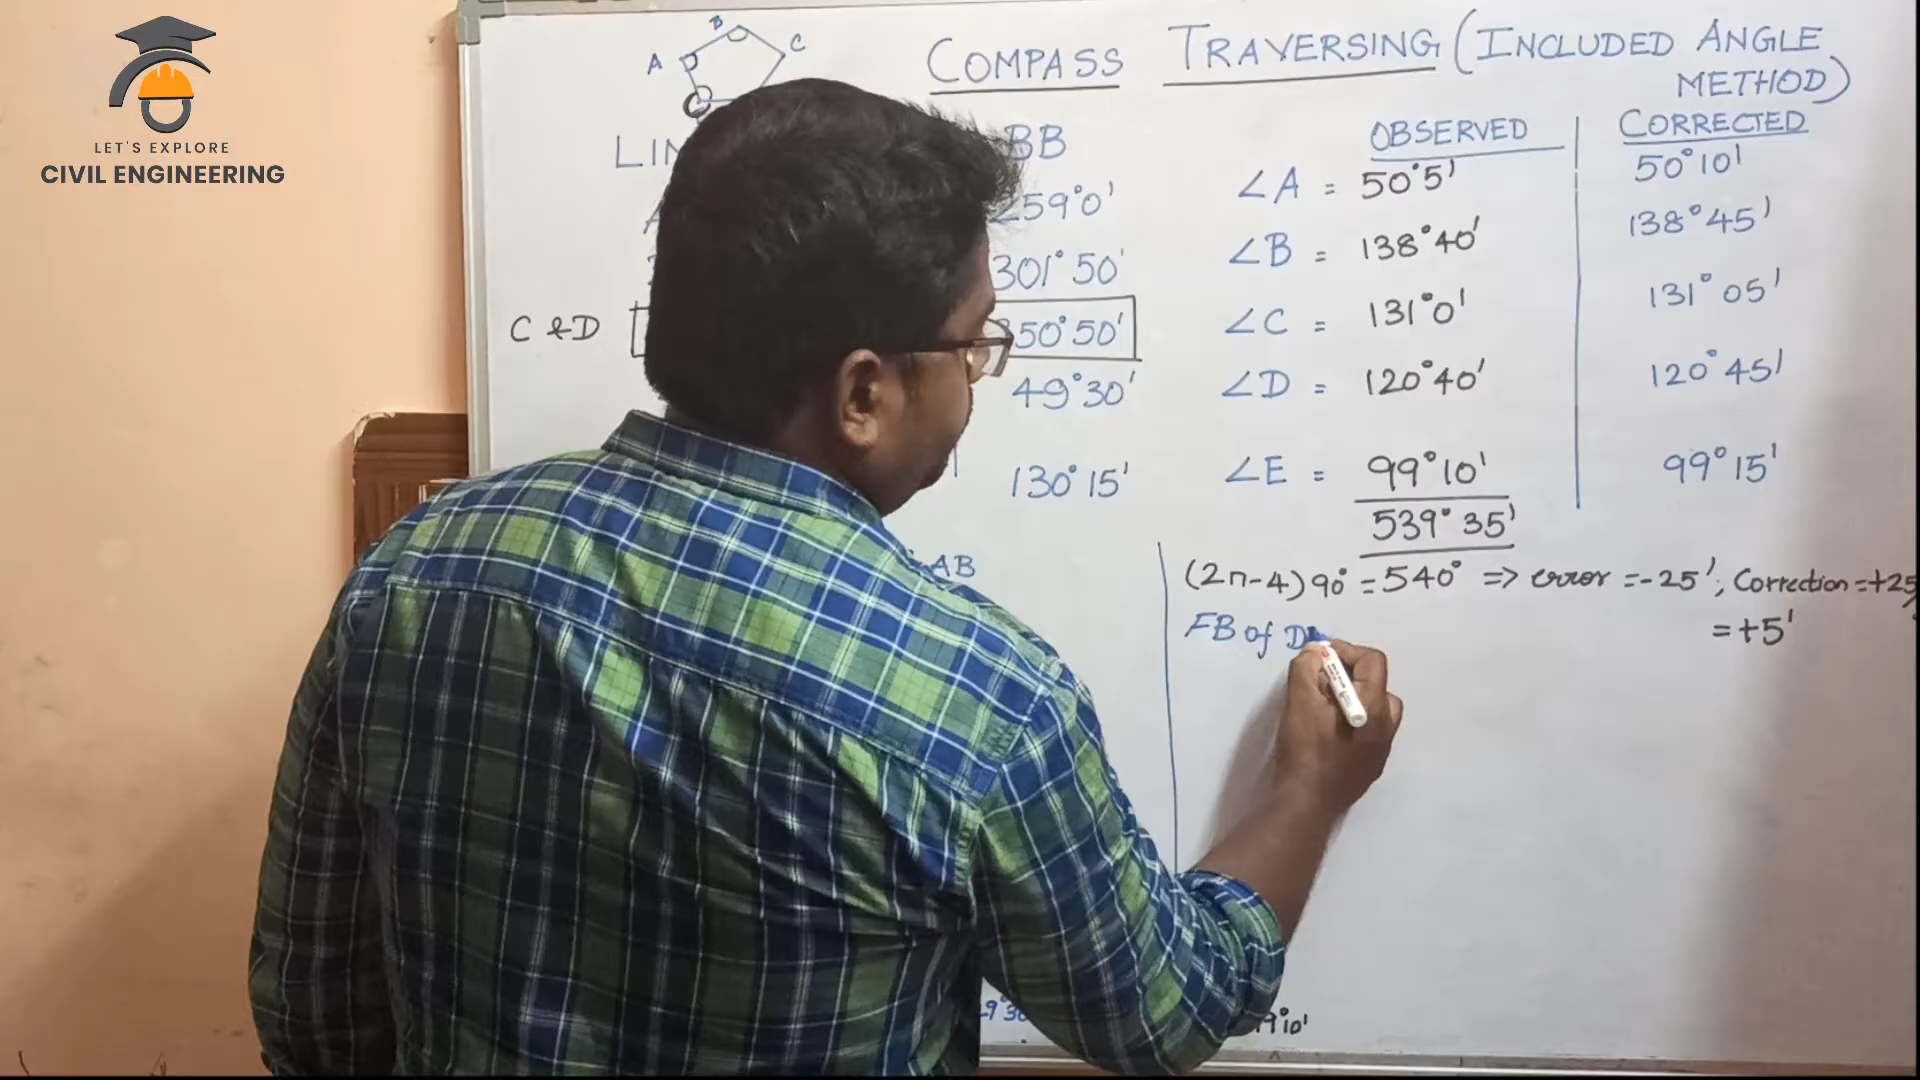 LET'S EXPLORE
CIVIL ENGINEERING
B
A
C
COMPASS TRAVERSING (INCLUDED ANGLE METHOD)
BB
OBSERVED
CORRECTED
59°0'
∠A = 50°5'
50°10'
301°50'
∠B = 138°40'
138°45'
C & D
50°50'
∠C = 131°0'
131°05'
49°30'
∠D = 120°40'
120°45'
130°15'
∠E = 99°10'
99°15'
539°35'
AB
(2n-4)90° = 540° => error = -25'; Correction = +25
= +5'
FB of D